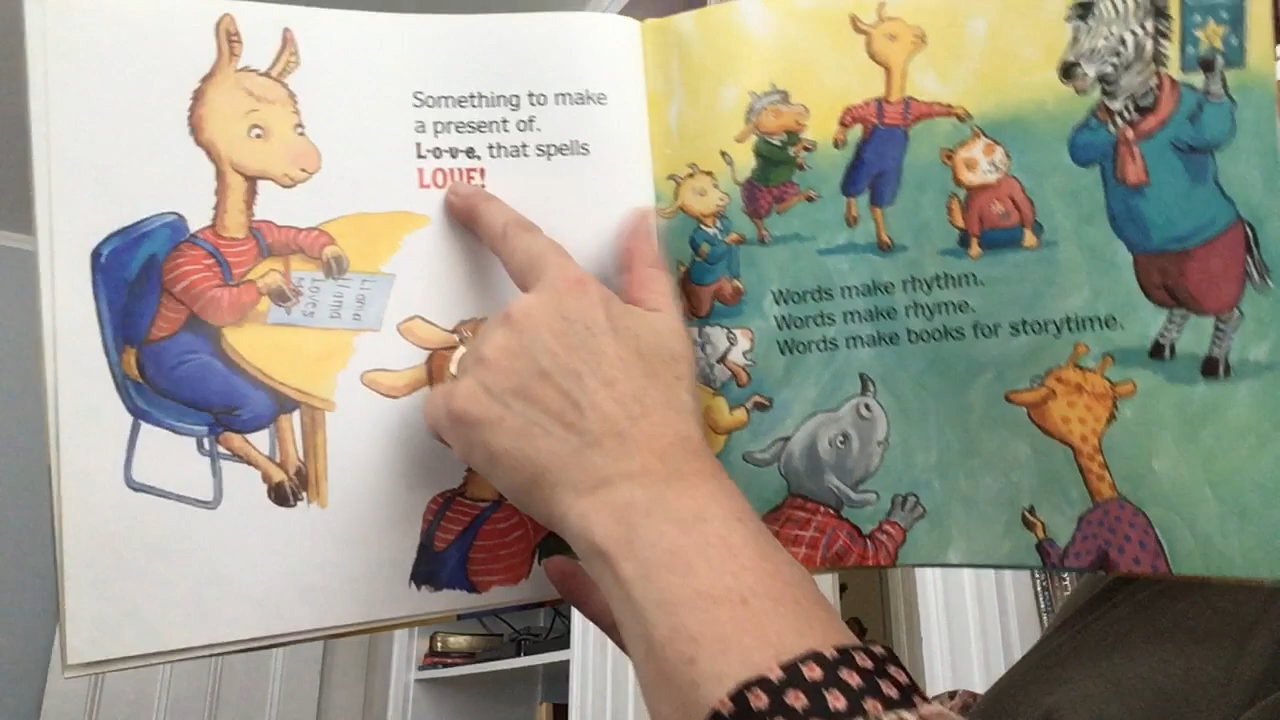 Something to make
a present of.
L-o-v-e, that spells
LOVE!
Llama
Llama
Loves
Words make rhythm.
Words make rhyme.
Words make books for storytime.